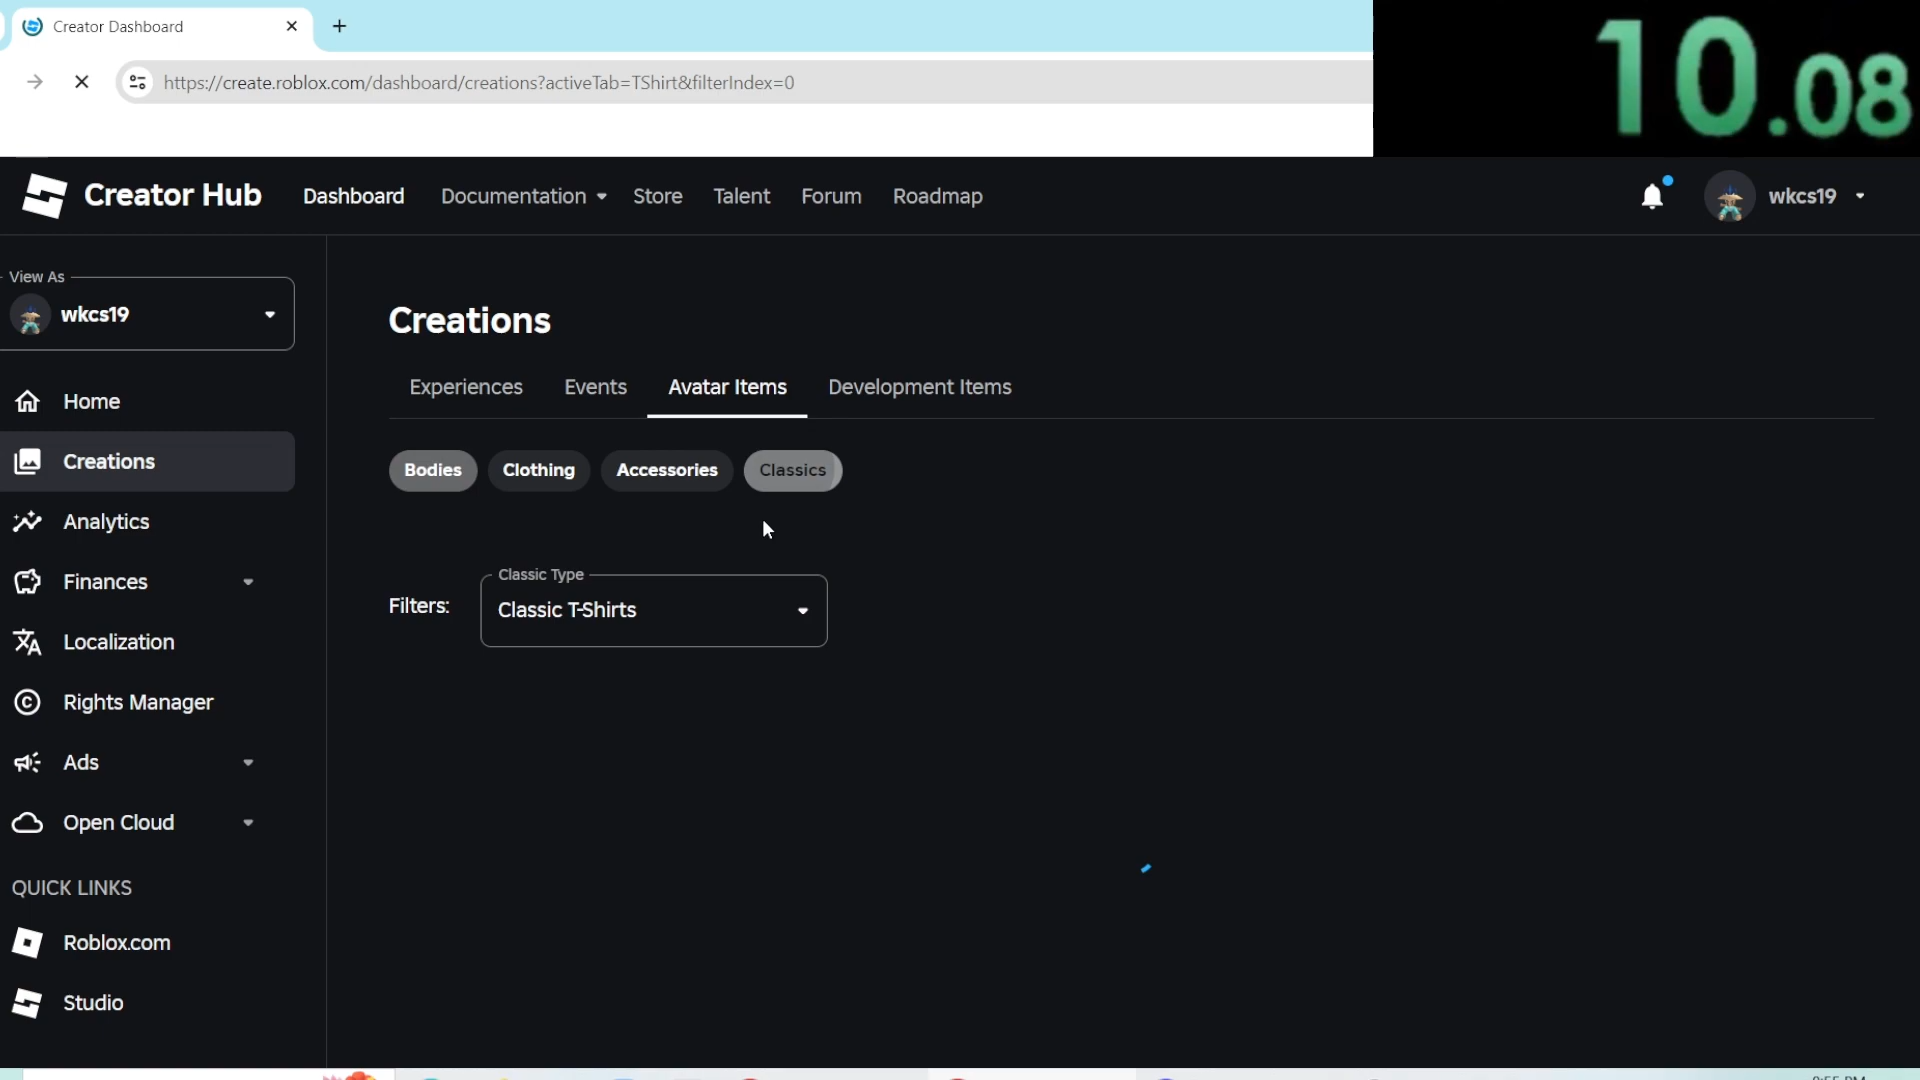 Creator Dashboard
https://create.roblox.com/dashboard/creations?activeTab=TShirt&filterIndex=0
10.08
Creator Hub Dashboard Documentation Store Talent Forum Roadmap wkcs19
View As
wkcs19
Home
Creations
Analytics
Finances
Localization
Rights Manager
Ads
Open Cloud
QUICK LINKS
Roblox.com
Studio
Creations
Experiences Events Avatar Items Development Items
Bodies Clothing Accessories Classics
Classic Type
Filters: Classic T-Shirts